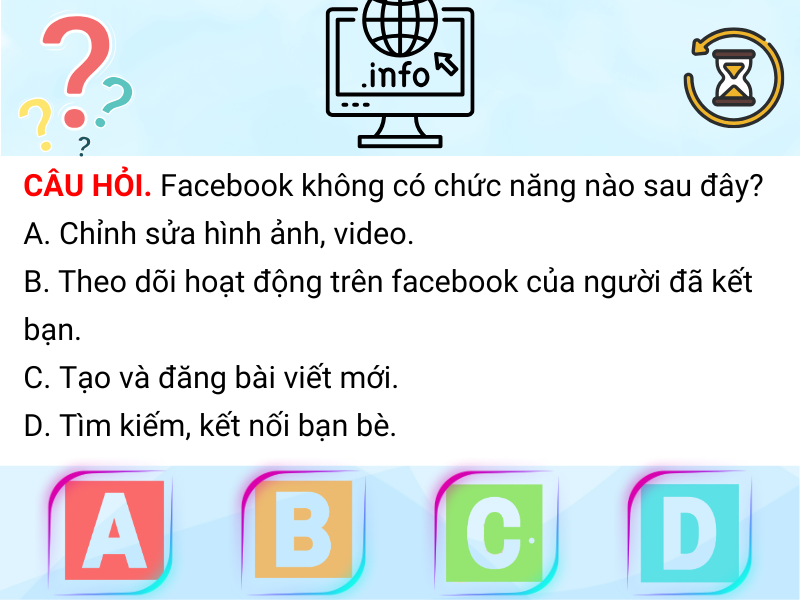 ?
?
?
?
.info
CÂU HỎI. Facebook không có chức năng nào sau đây?
A. Chỉnh sửa hình ảnh, video.
B. Theo dõi hoạt động trên facebook của người đã kết
bạn.
C. Tạo và đăng bài viết mới.
D. Tìm kiếm, kết nối bạn bè.
A B C D